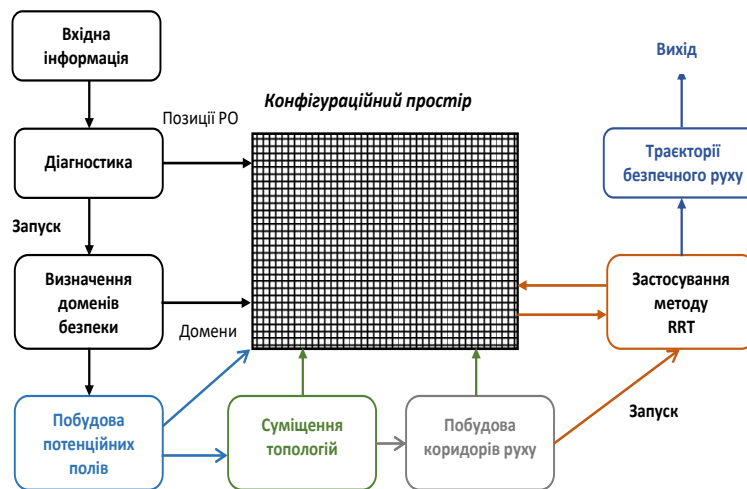 Вхідна
інформація
Вихід
Конфігураційний простір
Позиції РО
Діагностика
Траєкторії
безпечного руху
Запуск
Визначення
доменів
безпеки
Застосування
методу
RRT
Домени
Побудова
потенційних
полів
Суміщення
топологій
Побудова
коридорів руху
Запуск